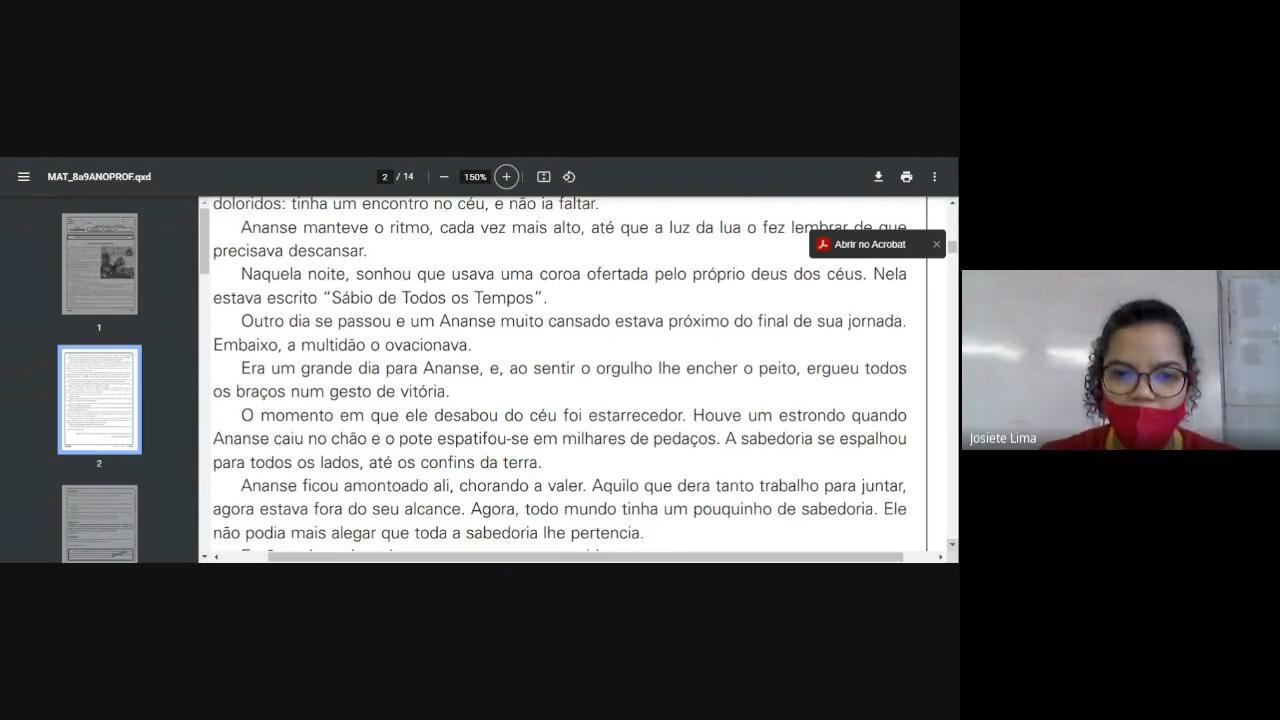 MAT_8a9ANOPROF.qxd
2 / 14
150%
doloridos: tinha um encontro no céu, e não ia faltar.
Ananse manteve o ritmo, cada vez mais alto, até que a luz da lua o fez lembrar de que
Abrir no Acrobat
precisava descansar.
Naquela noite, sonhou que usava uma coroa ofertada pelo próprio deus dos céus. Nela
estava escrito “Sábio de Todos os Tempos”.
Outro dia se passou e um Ananse muito cansado estava próximo do final de sua jornada.
Embaixo, a multidão o ovacionava.
Era um grande dia para Ananse, e, ao sentir o orgulho lhe encher o peito, ergueu todos
os braços num gesto de vitória.
O momento em que ele desabou do céu foi estarrecedor. Houve um estrondo quando
Ananse caiu no chão e o pote espatifou-se em milhares de pedaços. A sabedoria se espalhou
para todos os lados, até os confins da terra.
Ananse ficou amontoado ali, chorando a valer. Aquilo que dera tanto trabalho para juntar,
agora estava fora do seu alcance. Agora, todo mundo tinha um pouquinho de sabedoria. Ele
não podia mais alegar que toda a sabedoria lhe pertencia.
1
2
Josiete Lima